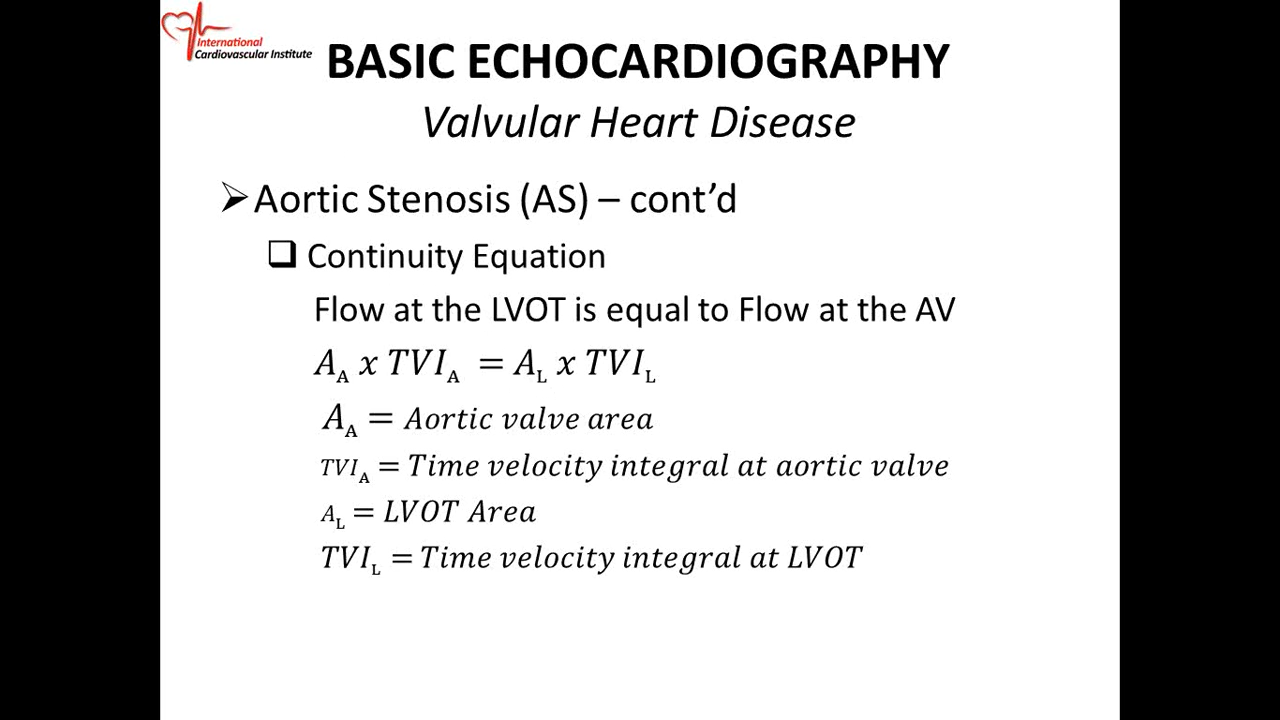 International
Cardiovascular Institute
BASIC ECHOCARDIOGRAPHY
Valvular Heart Disease
➢Aortic Stenosis (AS) – cont’d
❑ Continuity Equation
Flow at the LVOT is equal to Flow at the AV
A_A x TVI_A = A_L x TVI_L
A_A = Aortic valve area
TVI_A = Time velocity integral at aortic valve
A_L = LVOT Area
TVI_L = Time velocity integral at LVOT